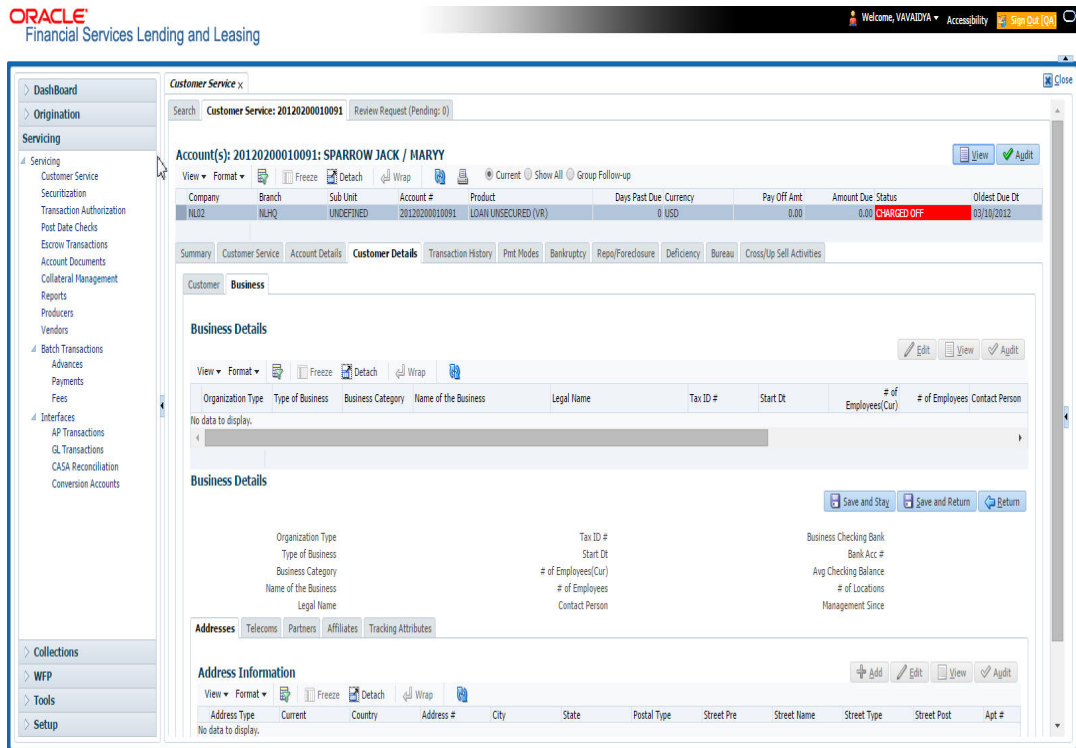 ORACLE'
Financial Services Lending and Leasing
Welcome, VAVAIDYA Accessibility Sign Out [QA]
Close
DashBoard
Origination
Servicing
Servicing
Customer Service
Securitization
Transaction Authorization
Post Date Checks
Escrow Transactions
Account Documents
Collateral Management
Reports
Producers
Vendors
Batch Transactions
Advances
Payments
Fees
Interfaces
AP Transactions
GL Transactions
CASA Reconciliation
Conversion Accounts
Collections
WFP
Tools
Setup
Customer Service x
Search Customer Service: 20120200010091 Review Request (Pending: 0)
Account(s): 20120200010091: SPARROW JACK / MARYY
View Audit
View Format Freeze Detach Wrap Current Show All Group Follow-up
Company Branch Sub Unit Account # Product Days Past Due Currency Pay Off Amt Amount Due Status Oldest Due Dt
NL02 NLHQ UNDEFINED 20120200010091 LOAN UNSECURED (VR) 0 USD 0.00 0.00 CHARGED OFF 03/10/2012
Summary Customer Service Account Details Customer Details Transaction History Pmt Modes Bankruptcy Repo/Foreclosure Deficiency Bureau Cross/Up Sell Activities
Customer Business
Business Details
Edit View Audit
View Format Freeze Detach Wrap
Organization Type Type of Business Business Category Name of the Business Legal Name Tax ID # Start Dt # of Employees(Cur) # of Employees Contact Person
No data to display.
Business Details
Save and Stay Save and Return Return
Organization Type Tax ID # Business Checking Bank
Type of Business Start Dt Bank Acc #
Business Category # of Employees(Cur) Avg Checking Balance
Name of the Business # of Employees # of Locations
Legal Name Contact Person Management Since
Addresses Telecoms Partners Affiliates Tracking Attributes
Address Information
Add Edit View Audit
View Format Freeze Detach Wrap
Address Type Current Country Address # City State Postal Type Street Pre Street Name Street Type Street Post Apt #
No data to display.